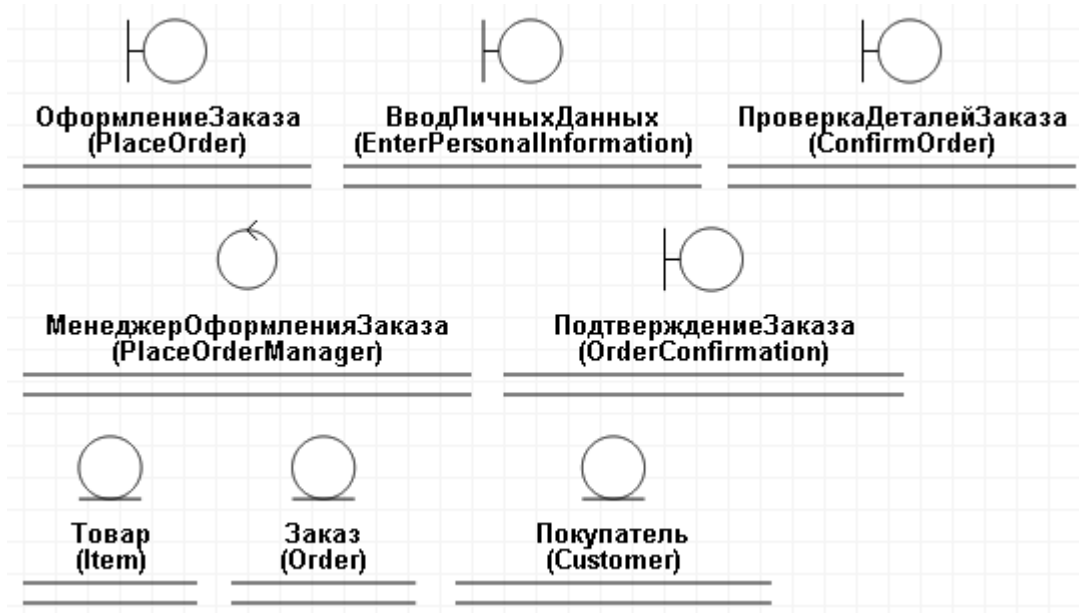 ОформлениеЗаказа
(PlaceOrder)
ВводЛичныхДанных
(EnterPersonalInformation)
ПроверкаДеталейЗаказа
(ConfirmOrder)
МенеджерОформленияЗаказа
(PlaceOrderManager)
ПодтверждениеЗаказа
(OrderConfirmation)
Товар
(Item)
Заказ
(Order)
Покупатель
(Customer)